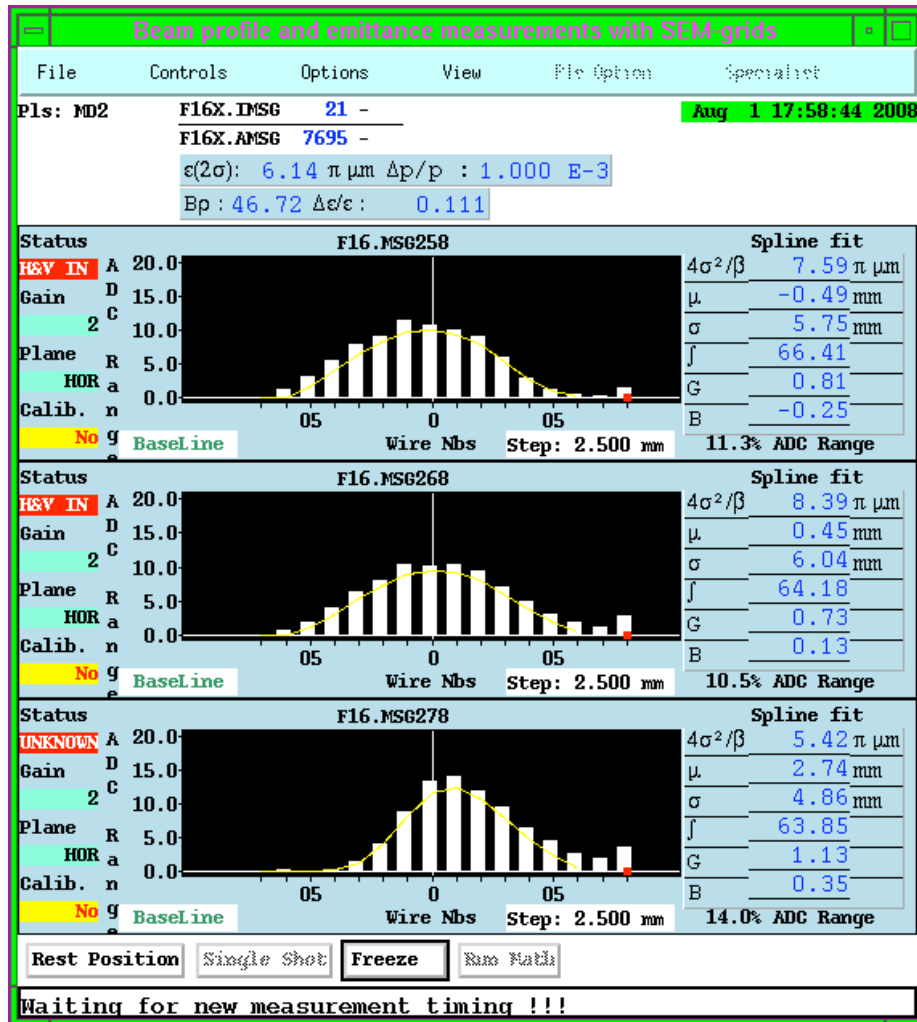 Beam profile and emittance measurements with SEM-grids
File Controls Options View Pls Option Specialist
Pls: MD2 F16X.IMSG 21 - Aug 1 17:58:44 2008
F16X.AMSG 7695 -
ε(2σ): 6.14 π μm Δp/p : 1.000 E-3
Bρ : 46.72 Δε/ε : 0.111
Status F16.MSG258 Spline fit
H&V IN ADC Range 20.0 4σ²/β 7.59 π μm
Gain 15.0 μ -0.49 mm
2 10.0 σ 5.75 mm
Plane 5.0 ∫ 66.41
HOR 0.0 G 0.81
Calib. 05 0 05 B -0.25
No BaseLine Wire Nbs Step: 2.500 mm 11.3% ADC Range
Status F16.MSG268 Spline fit
H&V IN ADC Range 20.0 4σ²/β 8.39 π μm
Gain 15.0 μ 0.45 mm
2 10.0 σ 6.04 mm
Plane 5.0 ∫ 64.18
HOR 0.0 G 0.73
Calib. 05 0 05 B 0.13
No BaseLine Wire Nbs Step: 2.500 mm 10.5% ADC Range
Status F16.MSG278 Spline fit
UNKNOWN ADC Range 20.0 4σ²/β 5.42 π μm
Gain 15.0 μ 2.74 mm
2 10.0 σ 4.86 mm
Plane 5.0 ∫ 63.85
HOR 0.0 G 1.13
Calib. 05 0 05 B 0.35
No BaseLine Wire Nbs Step: 2.500 mm 14.0% ADC Range
Rest Position Single Shot Freeze Run Math
Waiting for new measurement timing !!!